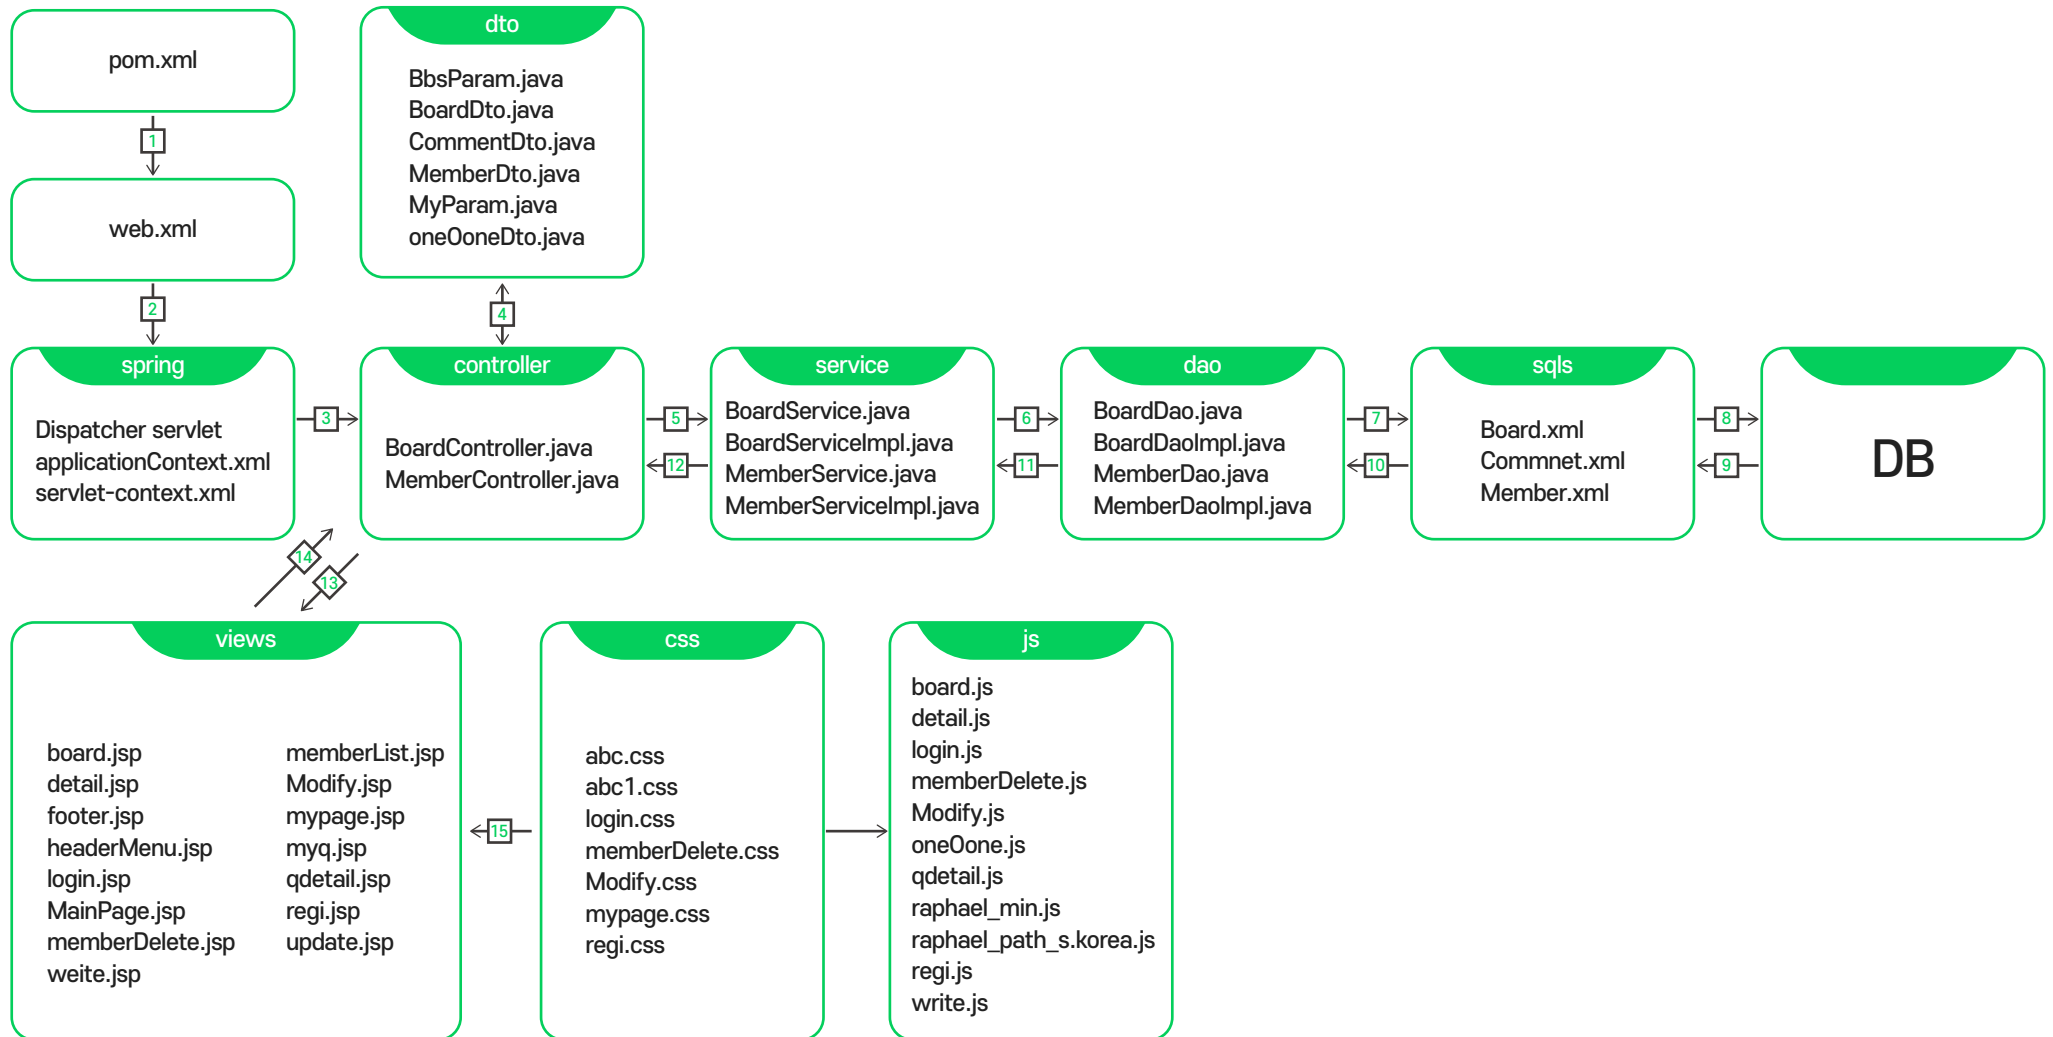 pom.xml
1
web.xml
2
dto
BbsParam.java
BoardDto.java
CommentDto.java
MemberDto.java
MyParam.java
oneOoneDto.java
4
spring
Dispatcher servlet
applicationContext.xml
servlet-context.xml
3
controller
BoardController.java
MemberController.java
5
12
service
BoardService.java
BoardServiceImpl.java
MemberService.java
MemberServiceImpl.java
6
11
dao
BoardDao.java
BoardDaoImpl.java
MemberDao.java
MemberDaoImpl.java
7
10
sqls
Board.xml
Commnet.xml
Member.xml
8
9
DB
14
13
views
board.jsp
detail.jsp
footer.jsp
headerMenu.jsp
login.jsp
MainPage.jsp
memberDelete.jsp
weite.jsp
memberList.jsp
Modify.jsp
mypage.jsp
myq.jsp
qdetail.jsp
regi.jsp
update.jsp
15
css
abc.css
abc1.css
login.css
memberDelete.css
Modify.css
mypage.css
regi.css
js
board.js
detail.js
login.js
memberDelete.js
Modify.js
oneOone.js
qdetail.js
raphael_min.js
raphael_path_s.korea.js
regi.js
write.js